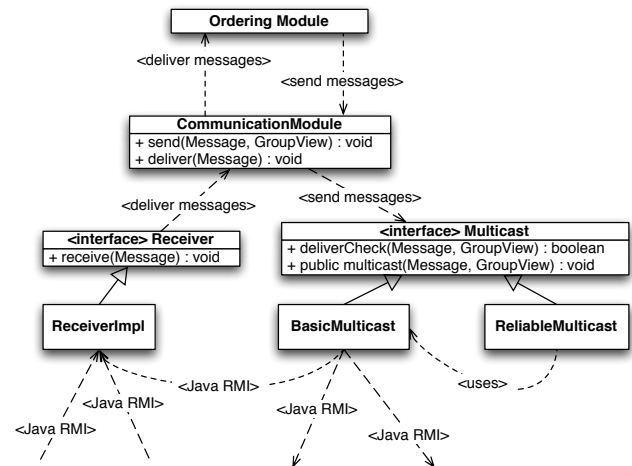 Ordering Module
<deliver messages>
<send messages>
CommunicationModule
+ send(Message, GroupView) : void
+ deliver(Message) : void
<deliver messages>
<send messages>
<interface> Receiver
+ receive(Message) : void
<interface> Multicast
+ deliverCheck(Message, GroupView) : boolean
+ public multicast(Message, GroupView) : void
ReceiverImpl
BasicMulticast
ReliableMulticast
<Java RMI>
<uses>
<Java RMI>
<Java RMI>
<Java RMI>
<Java RMI>